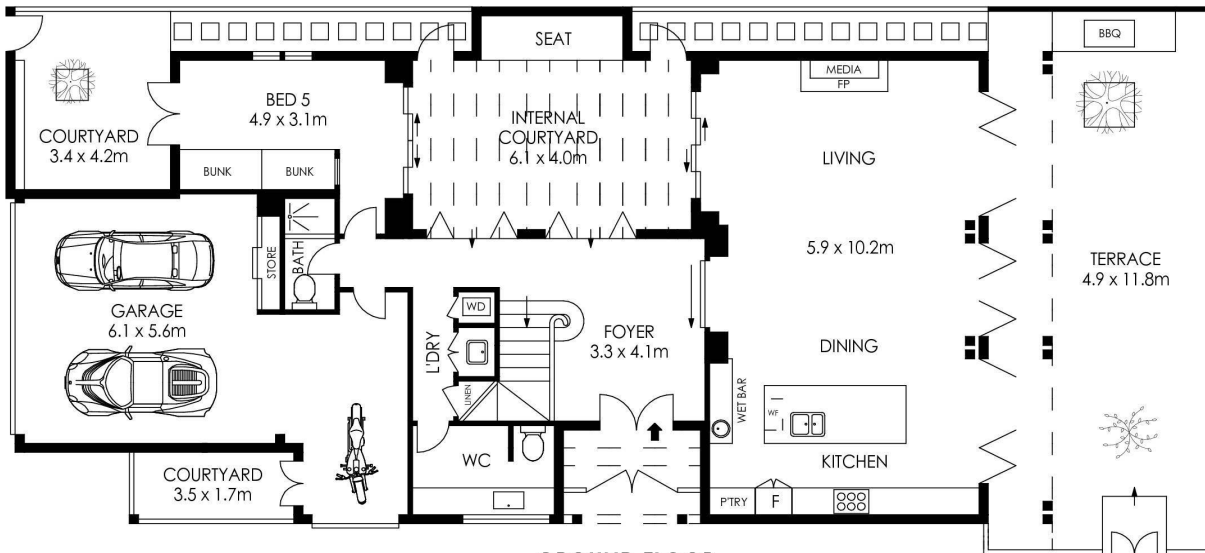 SEAT
BBQ
MEDIA
FP
BED 5
4.9 x 3.1m
INTERNAL
COURTYARD
6.1 x 4.0m
COURTYARD
3.4 x 4.2m
LIVING
BUNK
BUNK
STORE
BATH
5.9 x 10.2m
TERRACE
4.9 x 11.8m
GARAGE
6.1 x 5.6m
WD
L'DRY
FOYER
3.3 x 4.1m
DINING
LINEN
WET BAR
WF
WC
KITCHEN
COURTYARD
3.5 x 1.7m
P'TRY
F
GROUND FLOOR